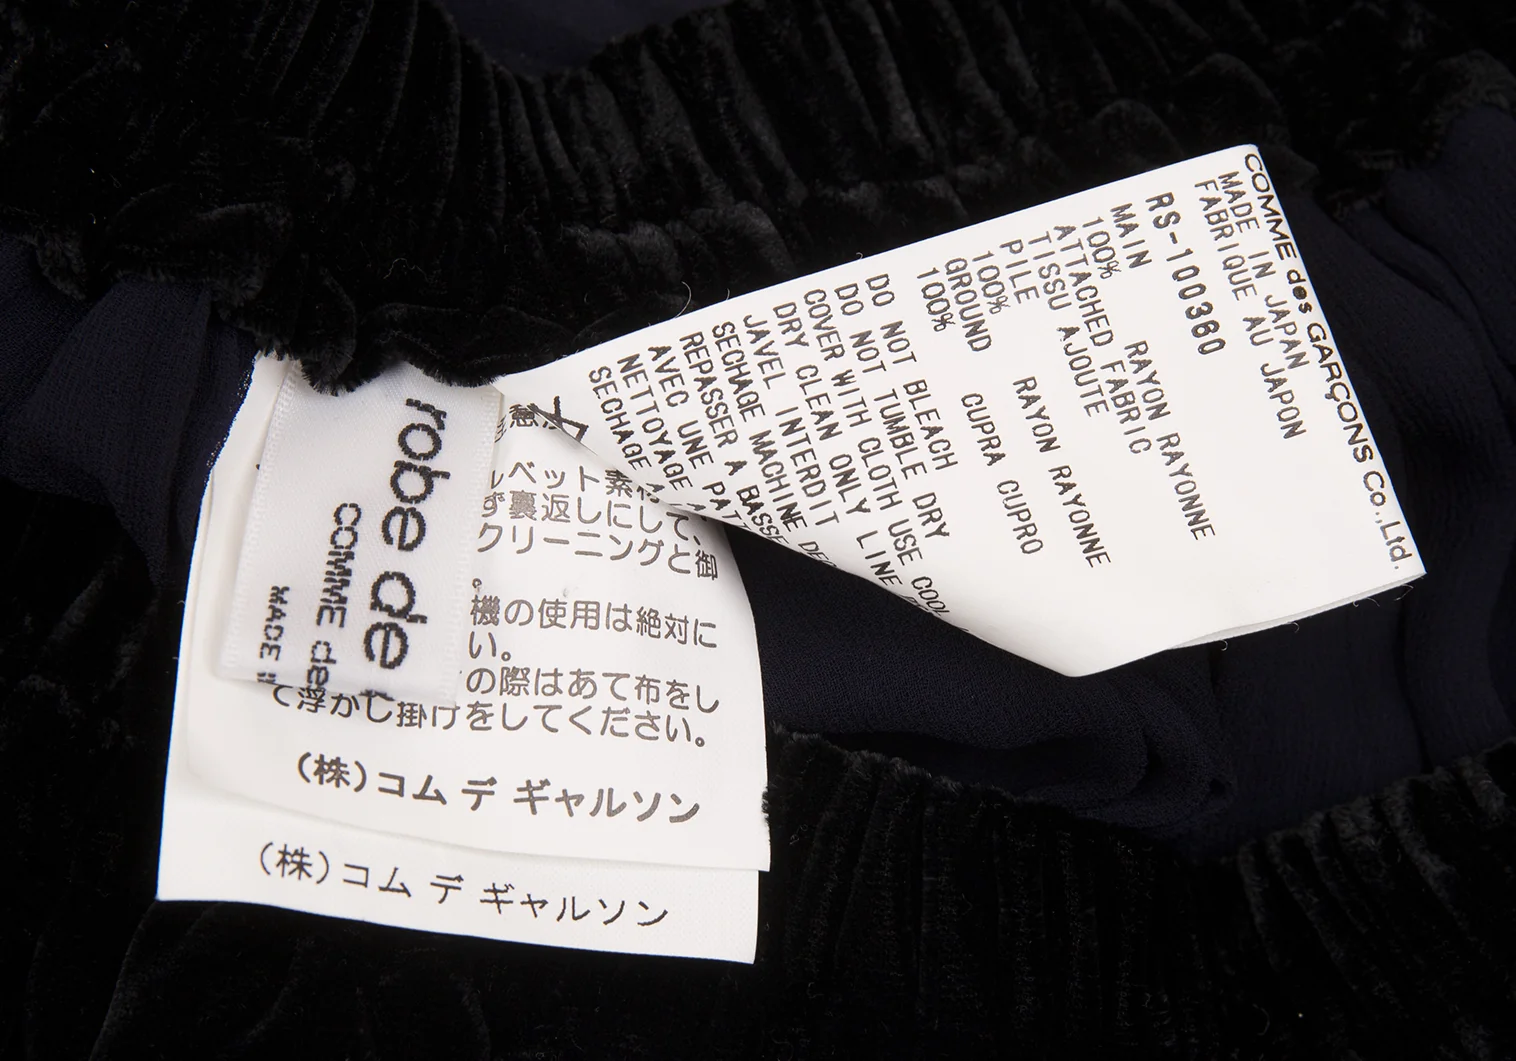 COMME des GARÇONS Co.,Ltd.
MADE IN JAPAN
FABRIQUE AU JAPON
RS-100360
MAIN
100% RAYON RAYONNE
ATTACHED FABRIC
TISSU AJOUTE
PILE
100% RAYON RAYONNE
GROUND
100% CUPRA CUPRO
DO NOT BLEACH
DO NOT TUMBLE DRY
COVER WITH CLOTH USE COOL
DRY CLEAN ONLY LINE
JAVEL INTERDIT
SECHAGE MACHINE
REPASSER A BASSE
AVEC UNE
NETTOYAGE A
SECHAGE A
robe de
COMME des
MADE
ベット素
ず裏返しにして、
クリーニングと御
。
機の使用は絶対に
い。
の際はあて布をし
て浮かし掛けをしてください。
(株)コム デ ギャルソン
(株)コム デ ギャルソン